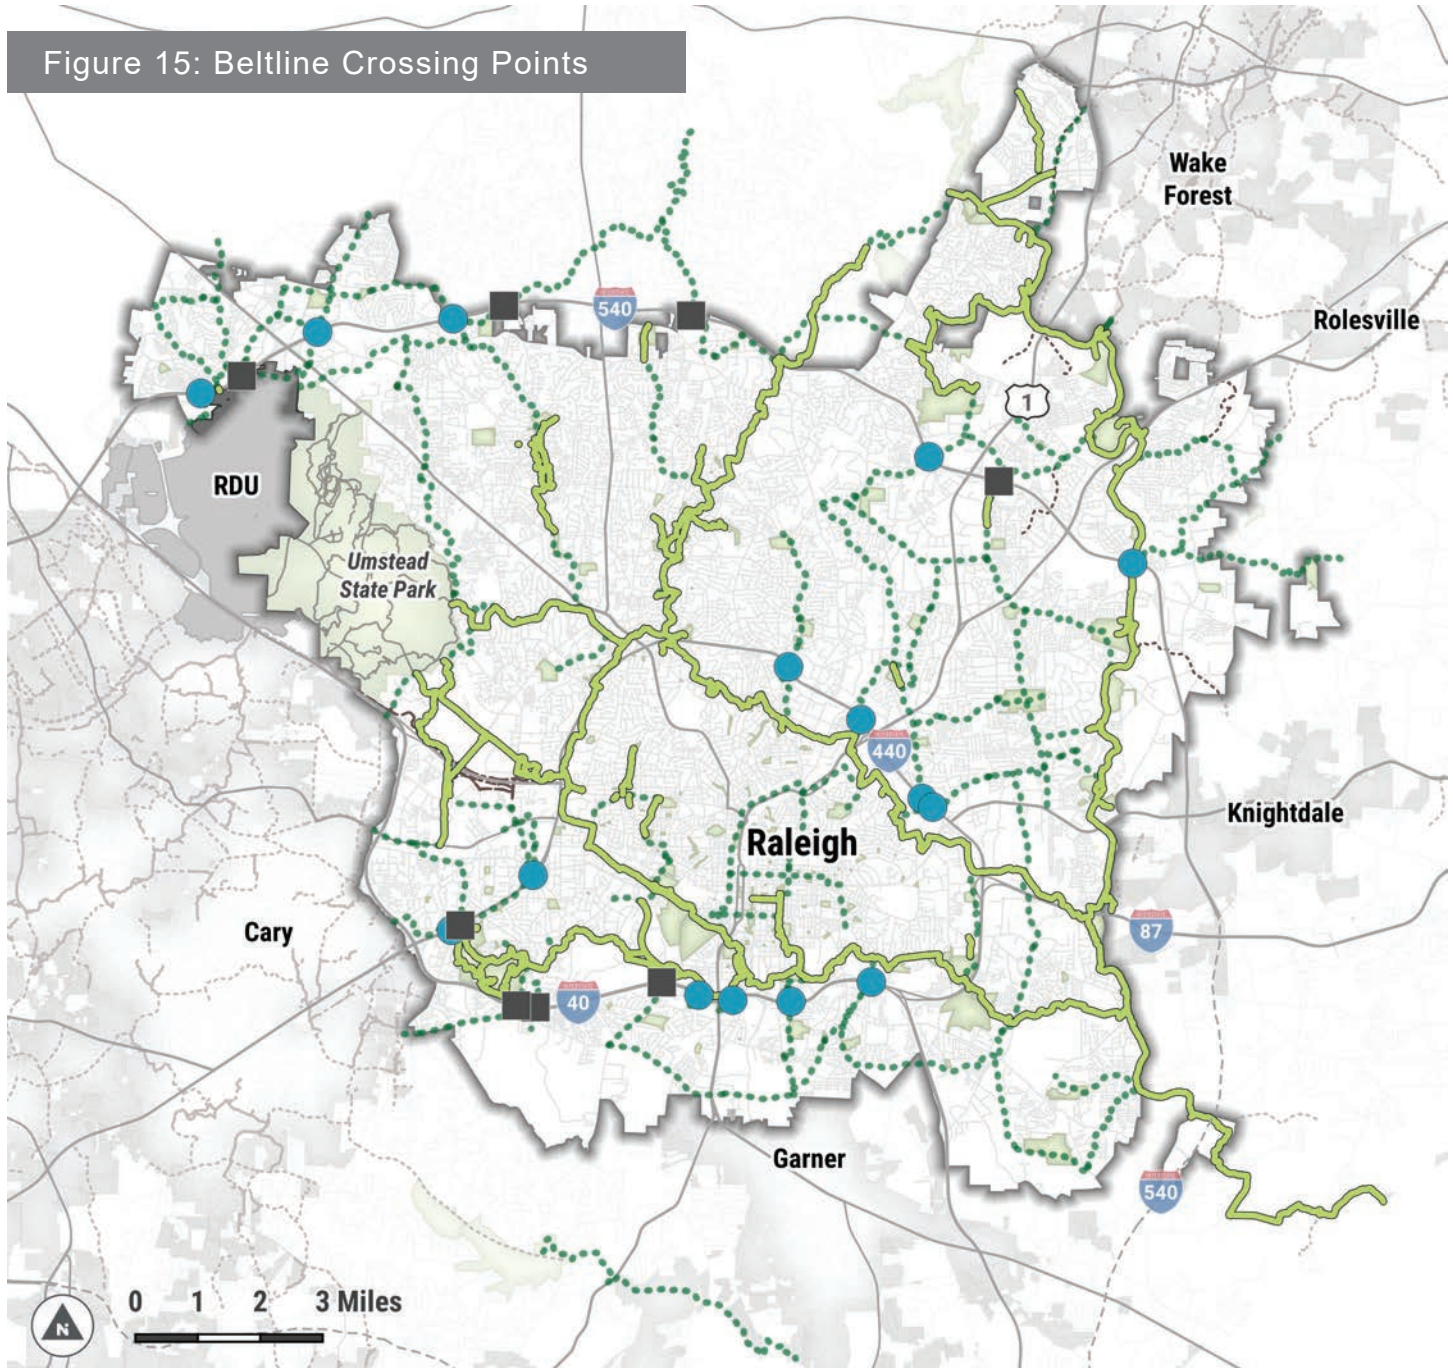 Figure 15: Beltline Crossing Points
Wake
Forest
540
Rolesville
1
RDU
Umstead
State Park
440
Raleigh
Knightdale
Cary
87
40
Garner
540
0 1 2 3 Miles
N